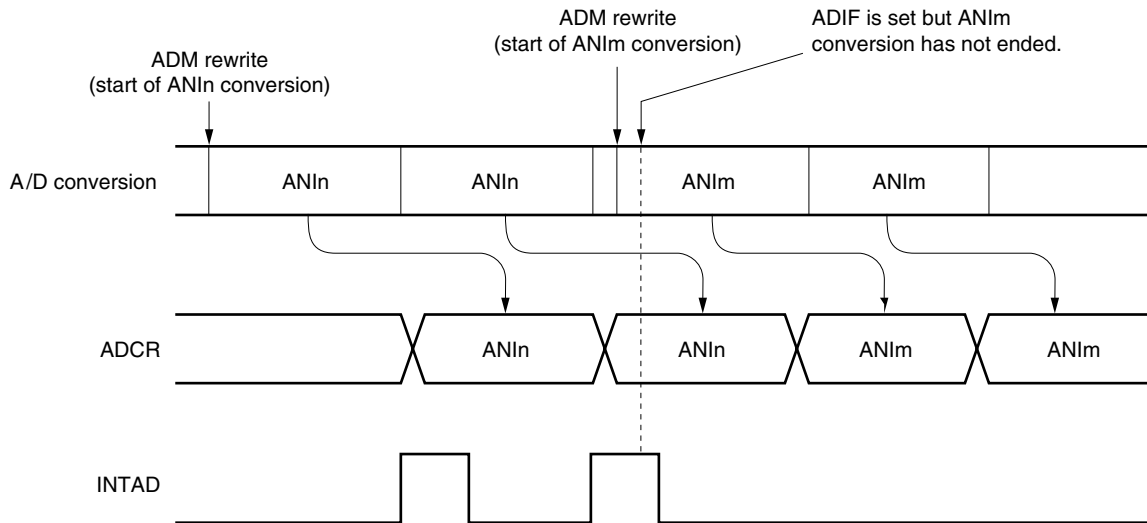 ADM rewrite
(start of ANIn conversion)
ADM rewrite
(start of ANIm conversion)
ADIF is set but ANIm
conversion has not ended.
A/D conversion
ANIn
ANIn
ANIm
ANIm
ADCR
ANIn
ANIn
ANIm
ANIm
INTAD